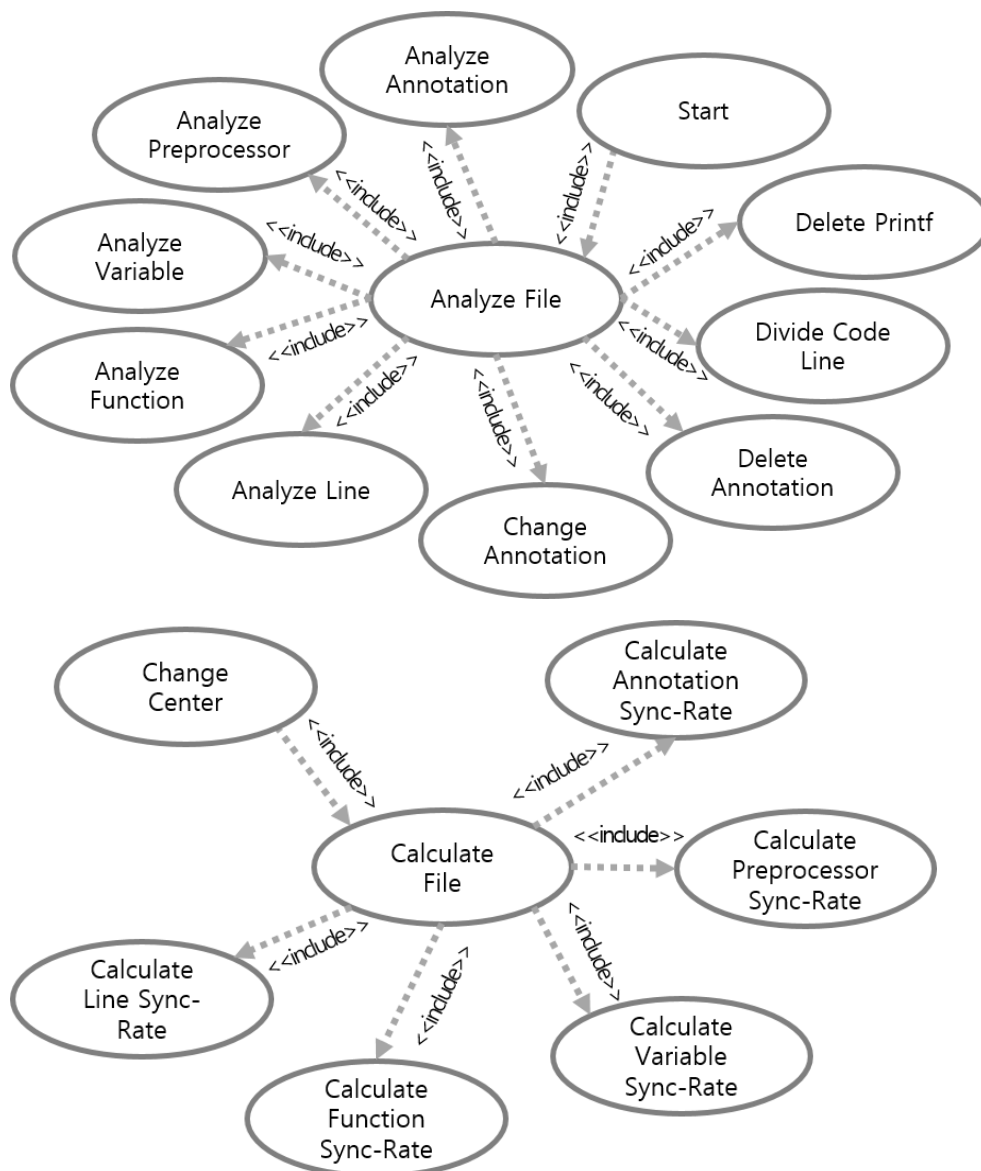 Analyze
Annotation
Start
Analyze
Preprocessor
<<include>>
<<include>>
<<include>>
Delete Printf
<<include>>
<<include>>
Analyze
Variable
Analyze File
Divide Code
Line
<<include>>
<<include>>
Analyze
Function
<<include>>
<<include>>
<<include>>
Delete
Annotation
Analyze Line
Change
Annotation
Change
Center
Calculate
Annotation
Sync-Rate
<<include>>
<<include>>
Calculate
File
<<include>>
Calculate
Preprocessor
Sync-Rate
<<include>>
<<include>>
Calculate
Line Sync-
Rate
<<include>>
Calculate
Variable
Sync-Rate
Calculate
Function
Sync-Rate